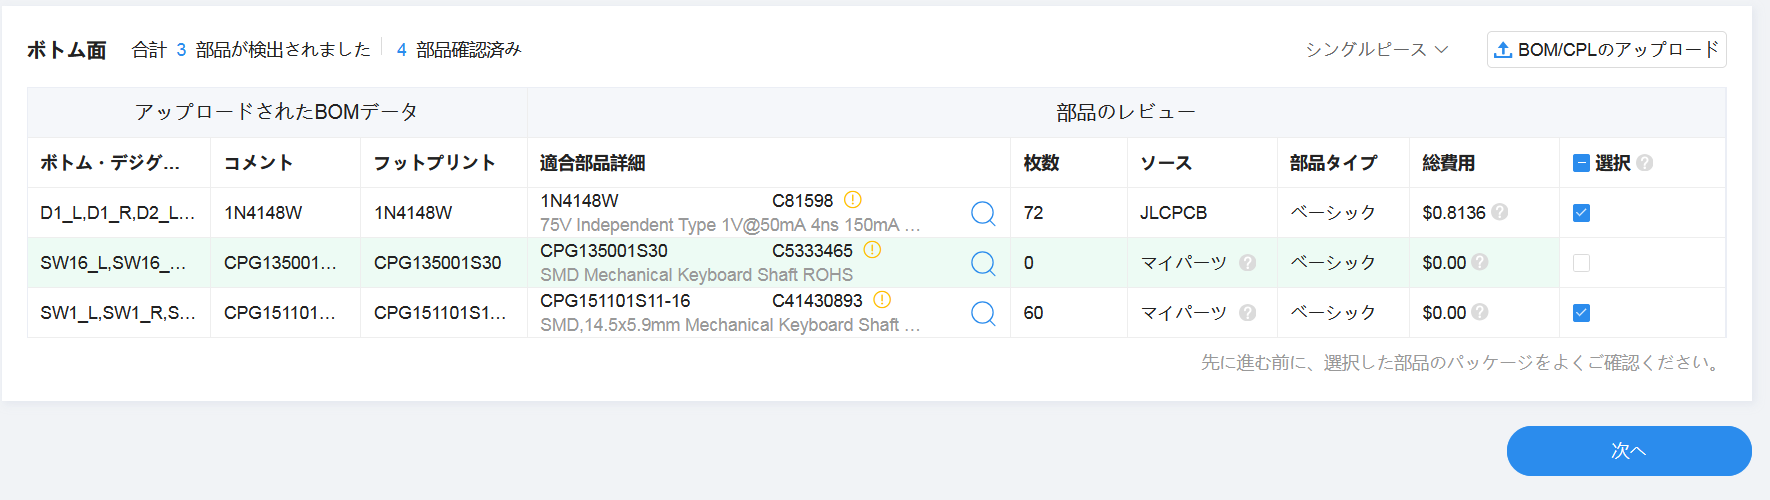 ボトム面 合計 3 部品が検出されました 4 部品確認済み シングルピース BOM/CPLのアップロード
アップロードされたBOMデータ 部品のレビュー
ボトム・デジグ… コメント フットプリント 適合部品詳細 枚数 ソース 部品タイプ 総費用 選択
D1_L,D1_R,D2_L… 1N4148W 1N4148W 1N4148W C81598 72 JLCPCB ベーシック $0.8136
75V Independent Type 1V@50mA 4ns 150mA …
SW16_L,SW16_… CPG135001… CPG135001S30 CPG135001S30 C5333465 0 マイパーツ ベーシック $0.00
SMD Mechanical Keyboard Shaft ROHS
SW1_L,SW1_R,S… CPG151101… CPG151101S1… CPG151101S11-16 C41430893 60 マイパーツ ベーシック $0.00
SMD,14.5x5.9mm Mechanical Keyboard Shaft …
先に進む前に、選択した部品のパッケージをよくご確認ください。
次へ